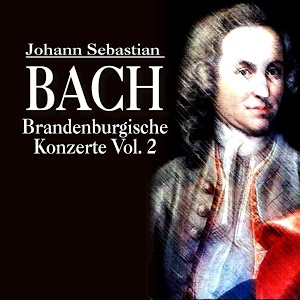 Johann Sebastian
BACH
Brandenburgische
Konzerte Vol. 2